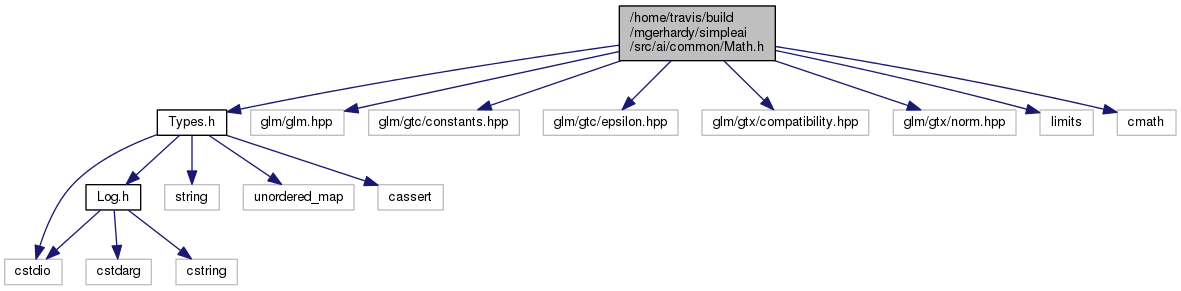 /home/travis/build
/mgerhardy/simpleai
/src/ai/common/Math.h
Types.h
glm/glm.hpp
glm/gtc/constants.hpp
glm/gtc/epsilon.hpp
glm/gtx/compatibility.hpp
glm/gtx/norm.hpp
limits
cmath
Log.h
string
unordered_map
cassert
cstdio
cstdarg
cstring